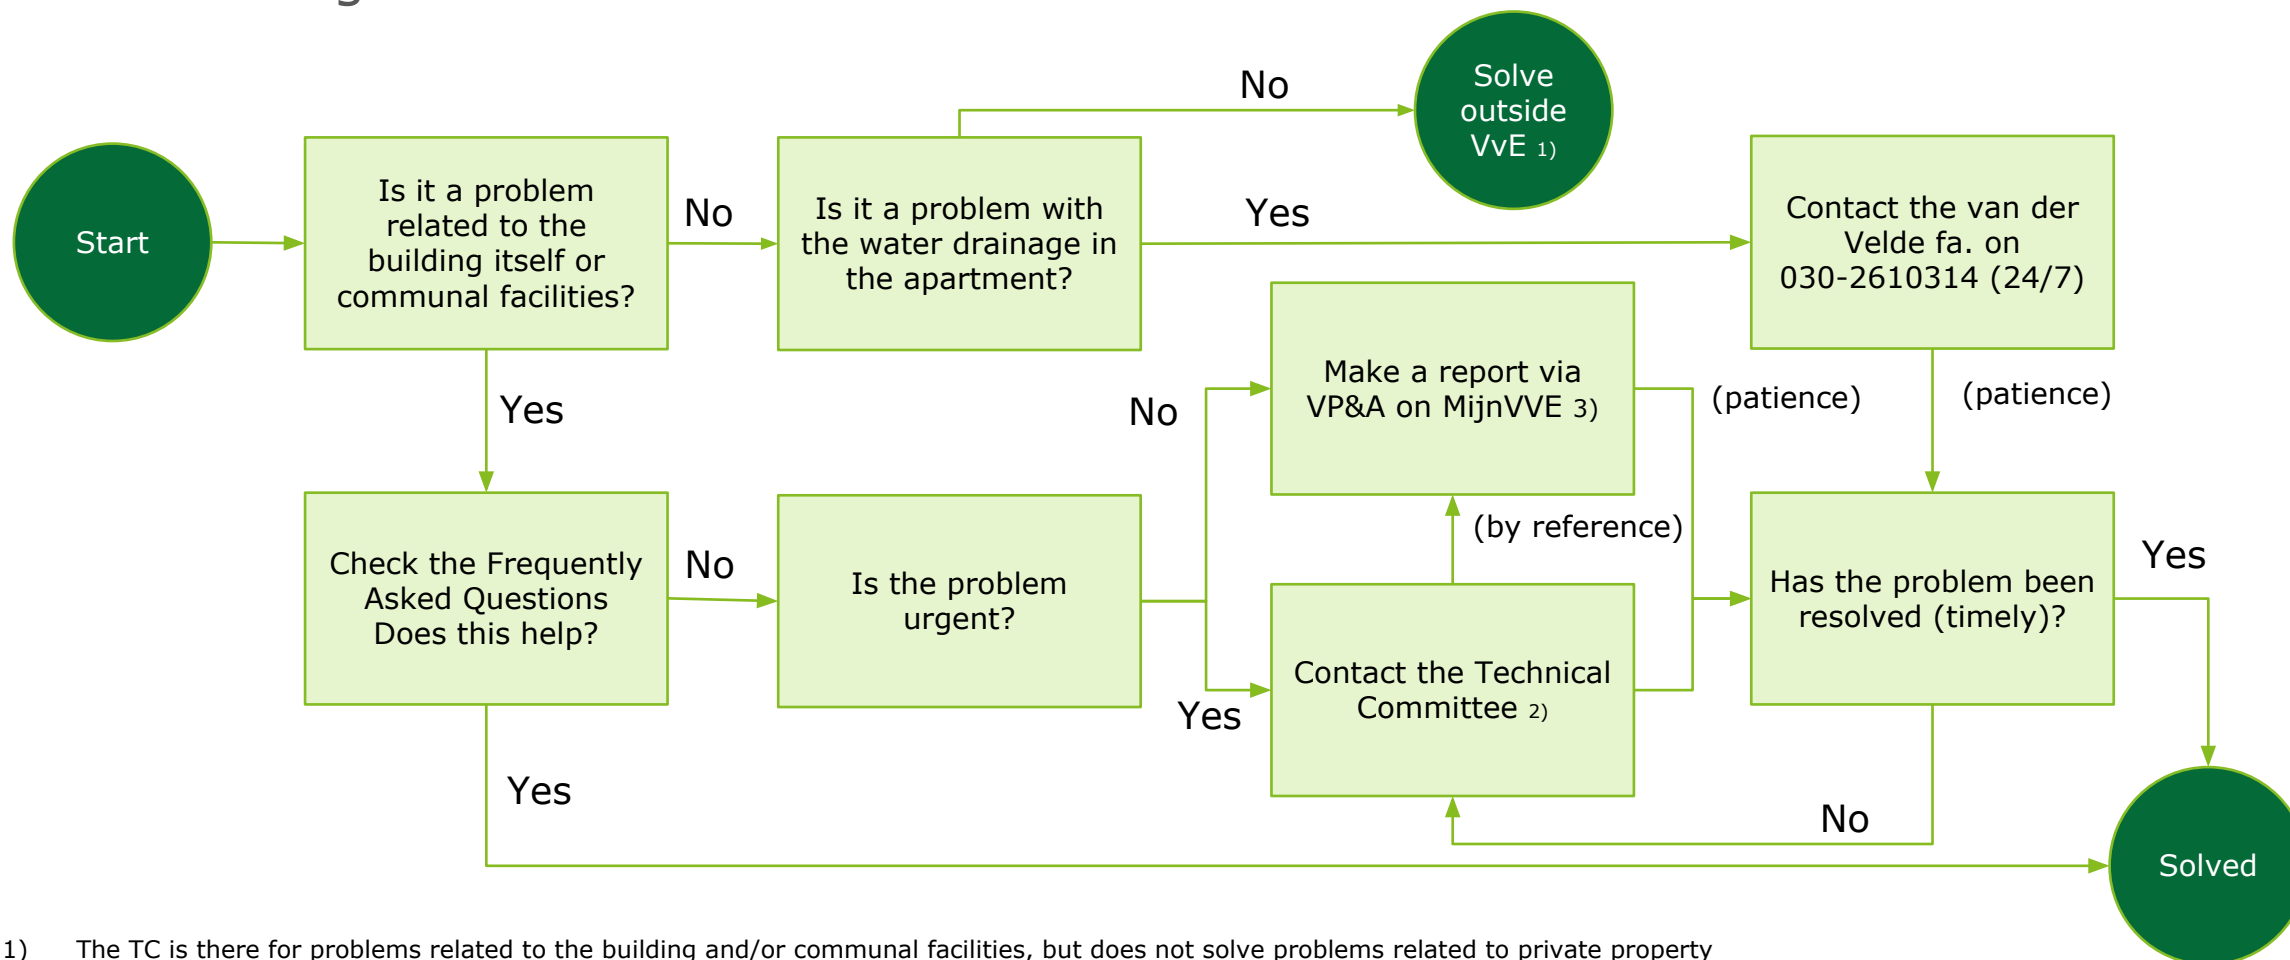 Start
Is it a problem
related to the
building itself or
communal facilities?
No
Is it a problem with
the water drainage in
the apartment?
No
Solve
outside
VvE 1)
Yes
Contact the van der
Velde fa. on
030-2610314 (24/7)
Yes
No
Make a report via
VP&A on MijnVVE 3)
(patience)
(patience)
Check the Frequently
Asked Questions
Does this help?
No
Is the problem
urgent?
(by reference)
Yes
Contact the Technical
Committee 2)
Has the problem been
resolved (timely)?
Yes
Yes
No
Solved
1) The TC is there for problems related to the building and/or communal facilities, but does not solve problems related to private property